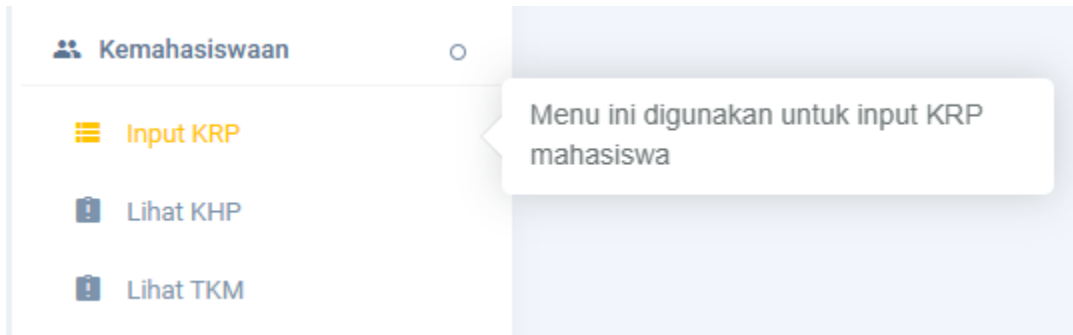 Kemahasiswaan
Input KRP
Menu ini digunakan untuk input KRP
mahasiswa
Lihat KHP
Lihat TKM